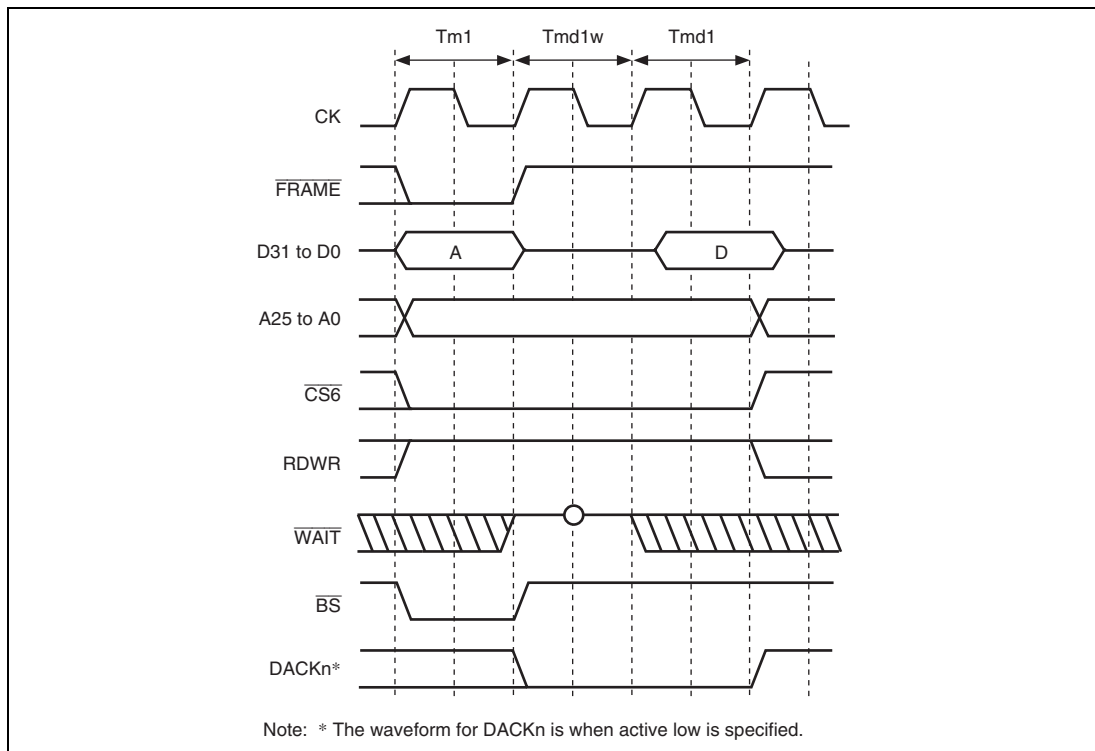 Tm1 Tmd1w Tmd1
CK
FRAME
D31 to D0 A D
A25 to A0
CS6
RDWR
WAIT
BS
DACKn*
Note: * The waveform for DACKn is when active low is specified.